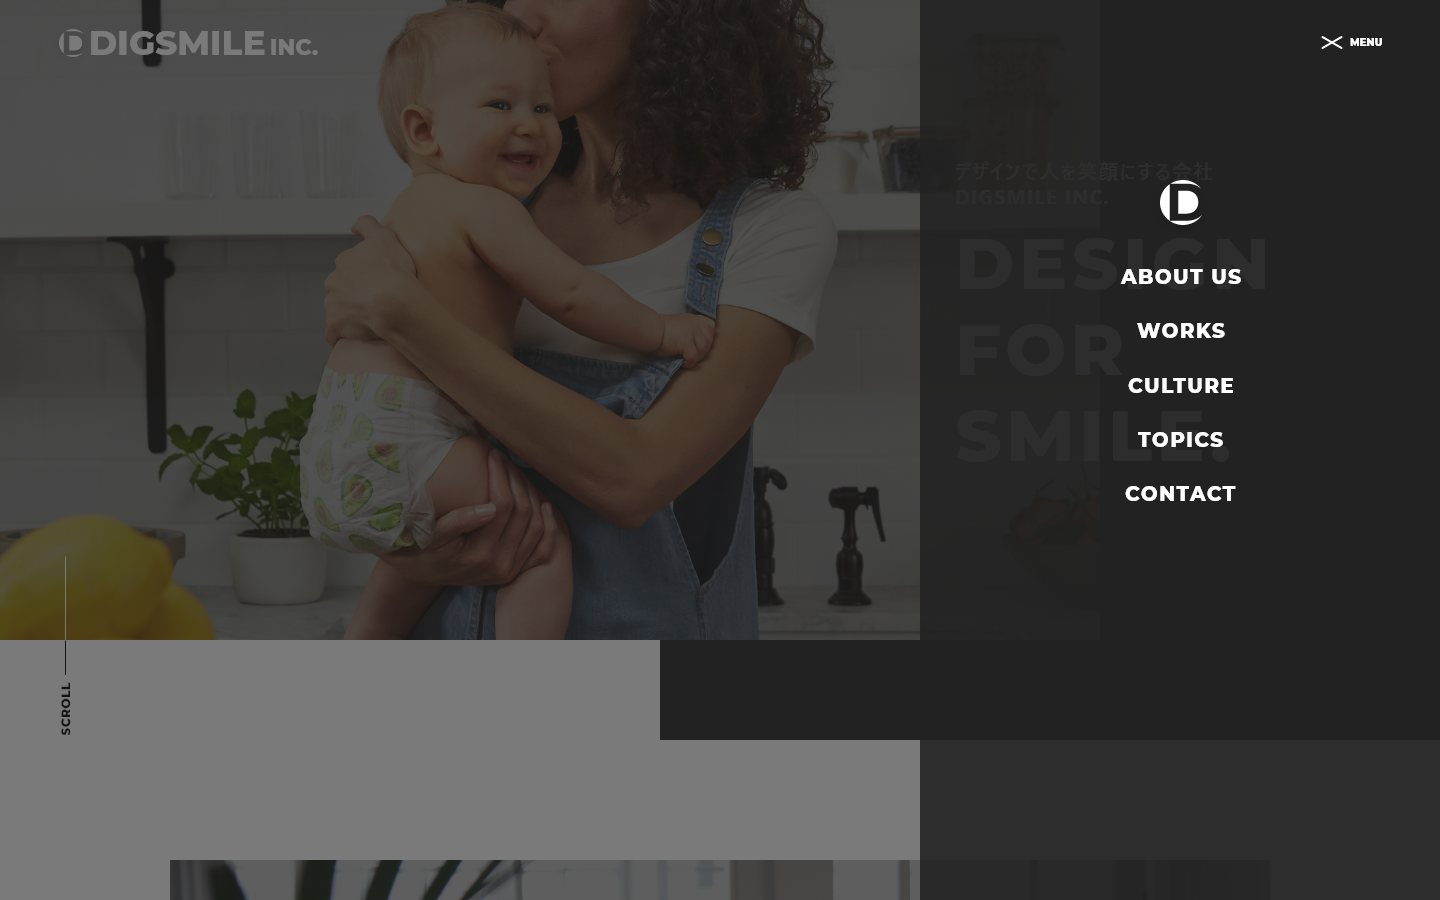 DIGSMILE INC.
MENU
デザインで人を笑顔にする会社
DIGSMILE INC.
DESIGN
FOR
SMILE.
ABOUT US
WORKS
CULTURE
TOPICS
CONTACT
SCROLL